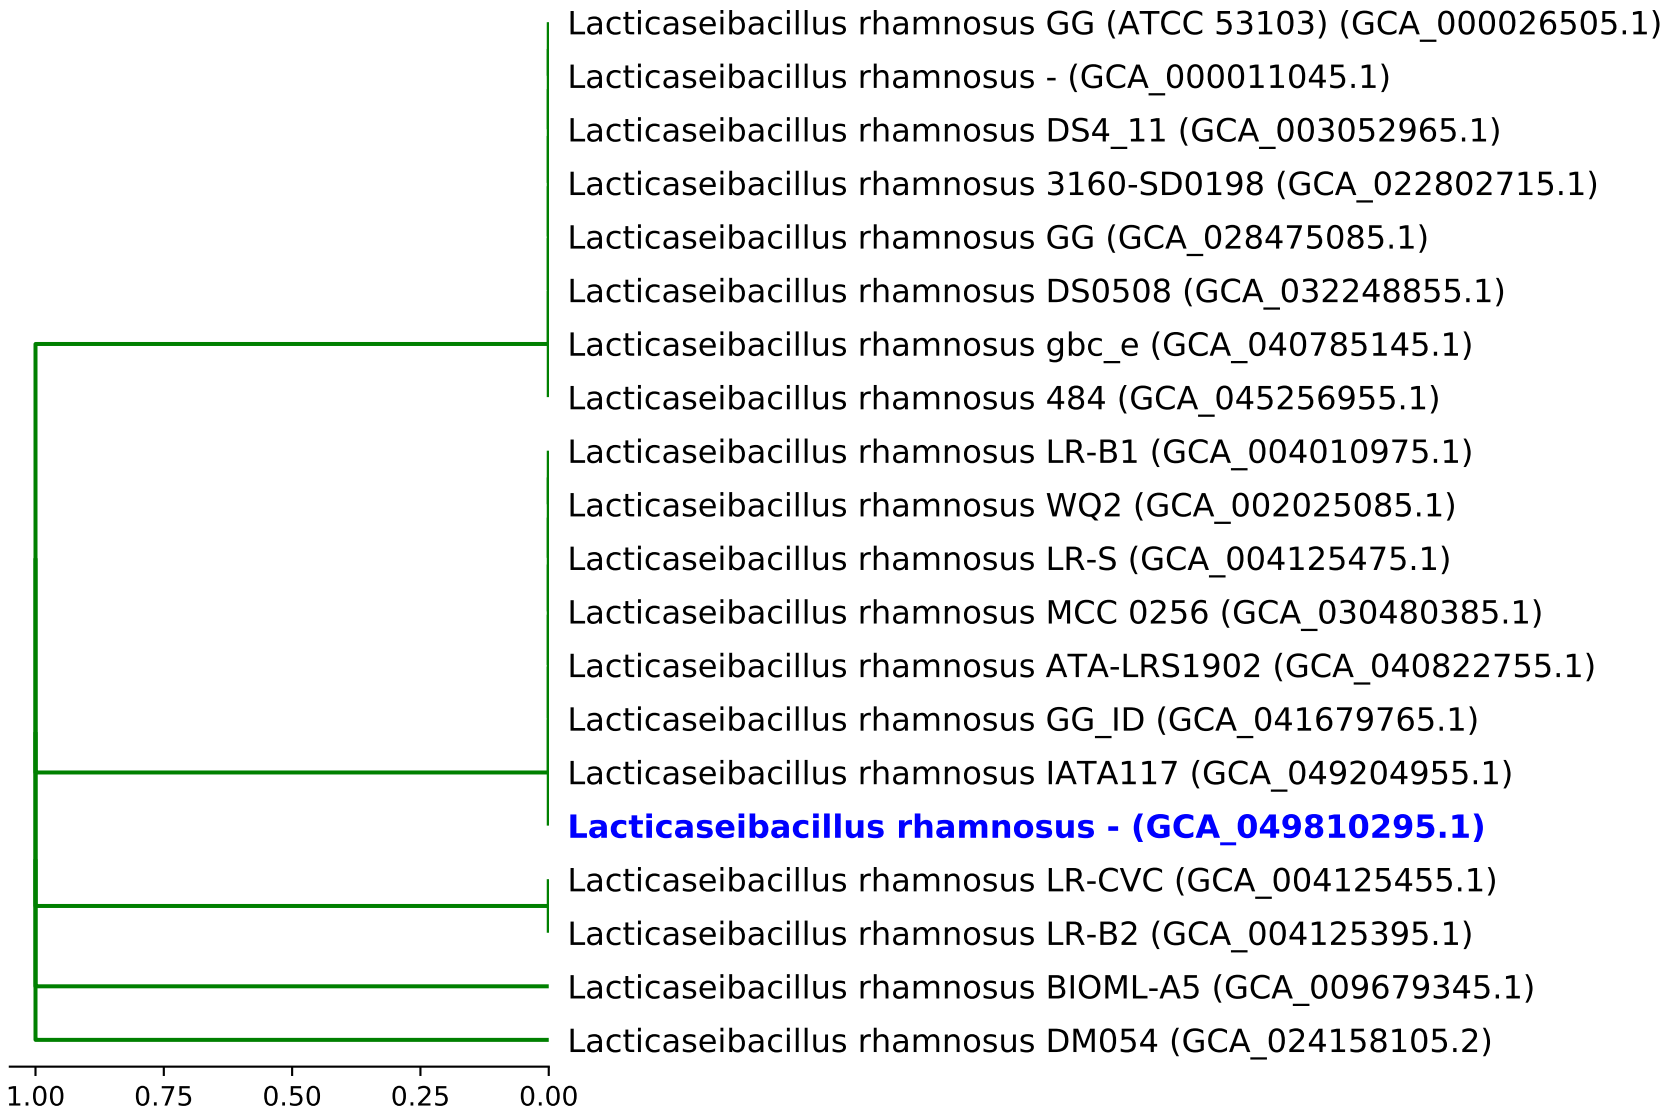 Lacticaseibacillus rhamnosus GG (ATCC 53103) (GCA_000026505.1)
Lacticaseibacillus rhamnosus - (GCA_000011045.1)
Lacticaseibacillus rhamnosus DS4_11 (GCA_003052965.1)
Lacticaseibacillus rhamnosus 3160-SD0198 (GCA_022802715.1)
Lacticaseibacillus rhamnosus GG (GCA_028475085.1)
Lacticaseibacillus rhamnosus DS0508 (GCA_032248855.1)
Lacticaseibacillus rhamnosus gbc_e (GCA_040785145.1)
Lacticaseibacillus rhamnosus 484 (GCA_045256955.1)
Lacticaseibacillus rhamnosus LR-B1 (GCA_004010975.1)
Lacticaseibacillus rhamnosus WQ2 (GCA_002025085.1)
Lacticaseibacillus rhamnosus LR-S (GCA_004125475.1)
Lacticaseibacillus rhamnosus MCC 0256 (GCA_030480385.1)
Lacticaseibacillus rhamnosus ATA-LRS1902 (GCA_040822755.1)
Lacticaseibacillus rhamnosus GG_ID (GCA_041679765.1)
Lacticaseibacillus rhamnosus IATA117 (GCA_049204955.1)
Lacticaseibacillus rhamnosus - (GCA_049810295.1)
Lacticaseibacillus rhamnosus LR-CVC (GCA_004125455.1)
Lacticaseibacillus rhamnosus LR-B2 (GCA_004125395.1)
Lacticaseibacillus rhamnosus BIOML-A5 (GCA_009679345.1)
Lacticaseibacillus rhamnosus DM054 (GCA_024158105.2)
1.00 0.75 0.50 0.25 0.00